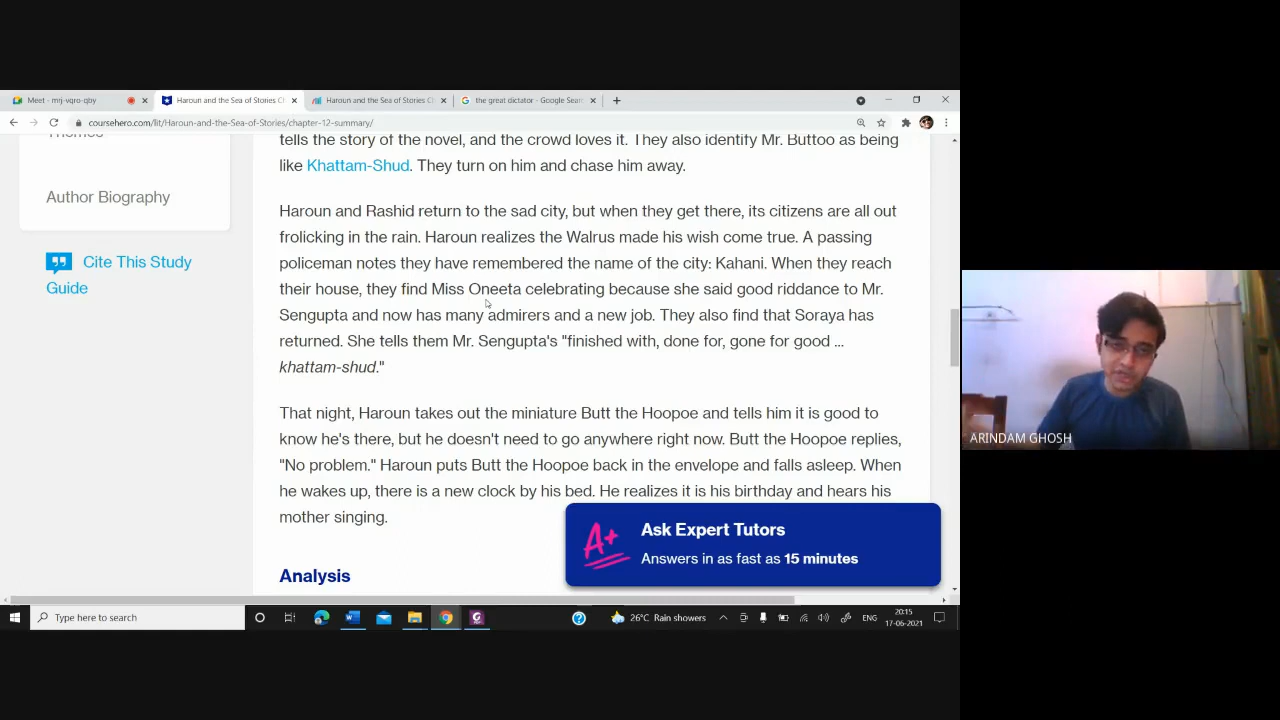 Meet - mrj-vqro-qby
Haroun and the Sea of Stories Cl
Haroun and the Sea of Stories C
the great dictator - Google Sear
coursehero.com/lit/Haroun-and-the-Sea-of-Stories/chapter-12-summary/
Themes
Author Biography
Cite This Study
Guide
tells the story of the novel, and the crowd loves it. They also identify Mr. Buttoo as being
like Khattam-Shud. They turn on him and chase him away.
Haroun and Rashid return to the sad city, but when they get there, its citizens are all out
frolicking in the rain. Haroun realizes the Walrus made his wish come true. A passing
policeman notes they have remembered the name of the city: Kahani. When they reach
their house, they find Miss Oneeta celebrating because she said good riddance to Mr.
Sengupta and now has many admirers and a new job. They also find that Soraya has
returned. She tells them Mr. Sengupta's "finished with, done for, gone for good ...
khattam-shud."
That night, Haroun takes out the miniature Butt the Hoopoe and tells him it is good to
know he's there, but he doesn't need to go anywhere right now. Butt the Hoopoe replies,
"No problem." Haroun puts Butt the Hoopoe back in the envelope and falls asleep. When
he wakes up, there is a new clock by his bed. He realizes it is his birthday and hears his
mother singing.
Analysis
A+
Ask Expert Tutors
Answers in as fast as 15 minutes
ARINDAM GHOSH
Type here to search
26°C Rain showers
ENG
20:15
17-06-2021